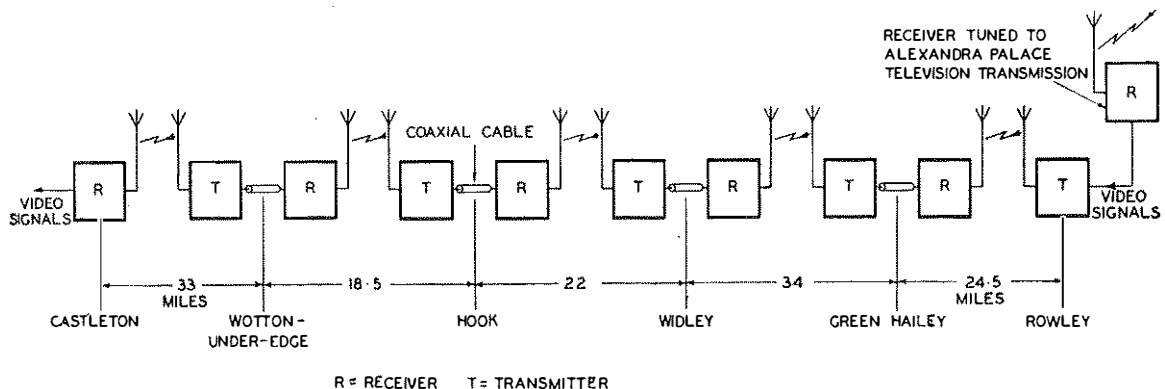 RECEIVER TUNED TO
ALEXANDRA PALACE
TELEVISION TRANSMISSION
R
COAXIAL CABLE
R
T
R
T
R
T
R
T
R
T
VIDEO
SIGNALS
VIDEO
SIGNALS
33
MILES
18·5
22
34
24·5
MILES
CASTLETON
WOTTON-
UNDER-EDGE
HOOK
WIDLEY
GREEN HAILEY
ROWLEY
R = RECEIVER T = TRANSMITTER